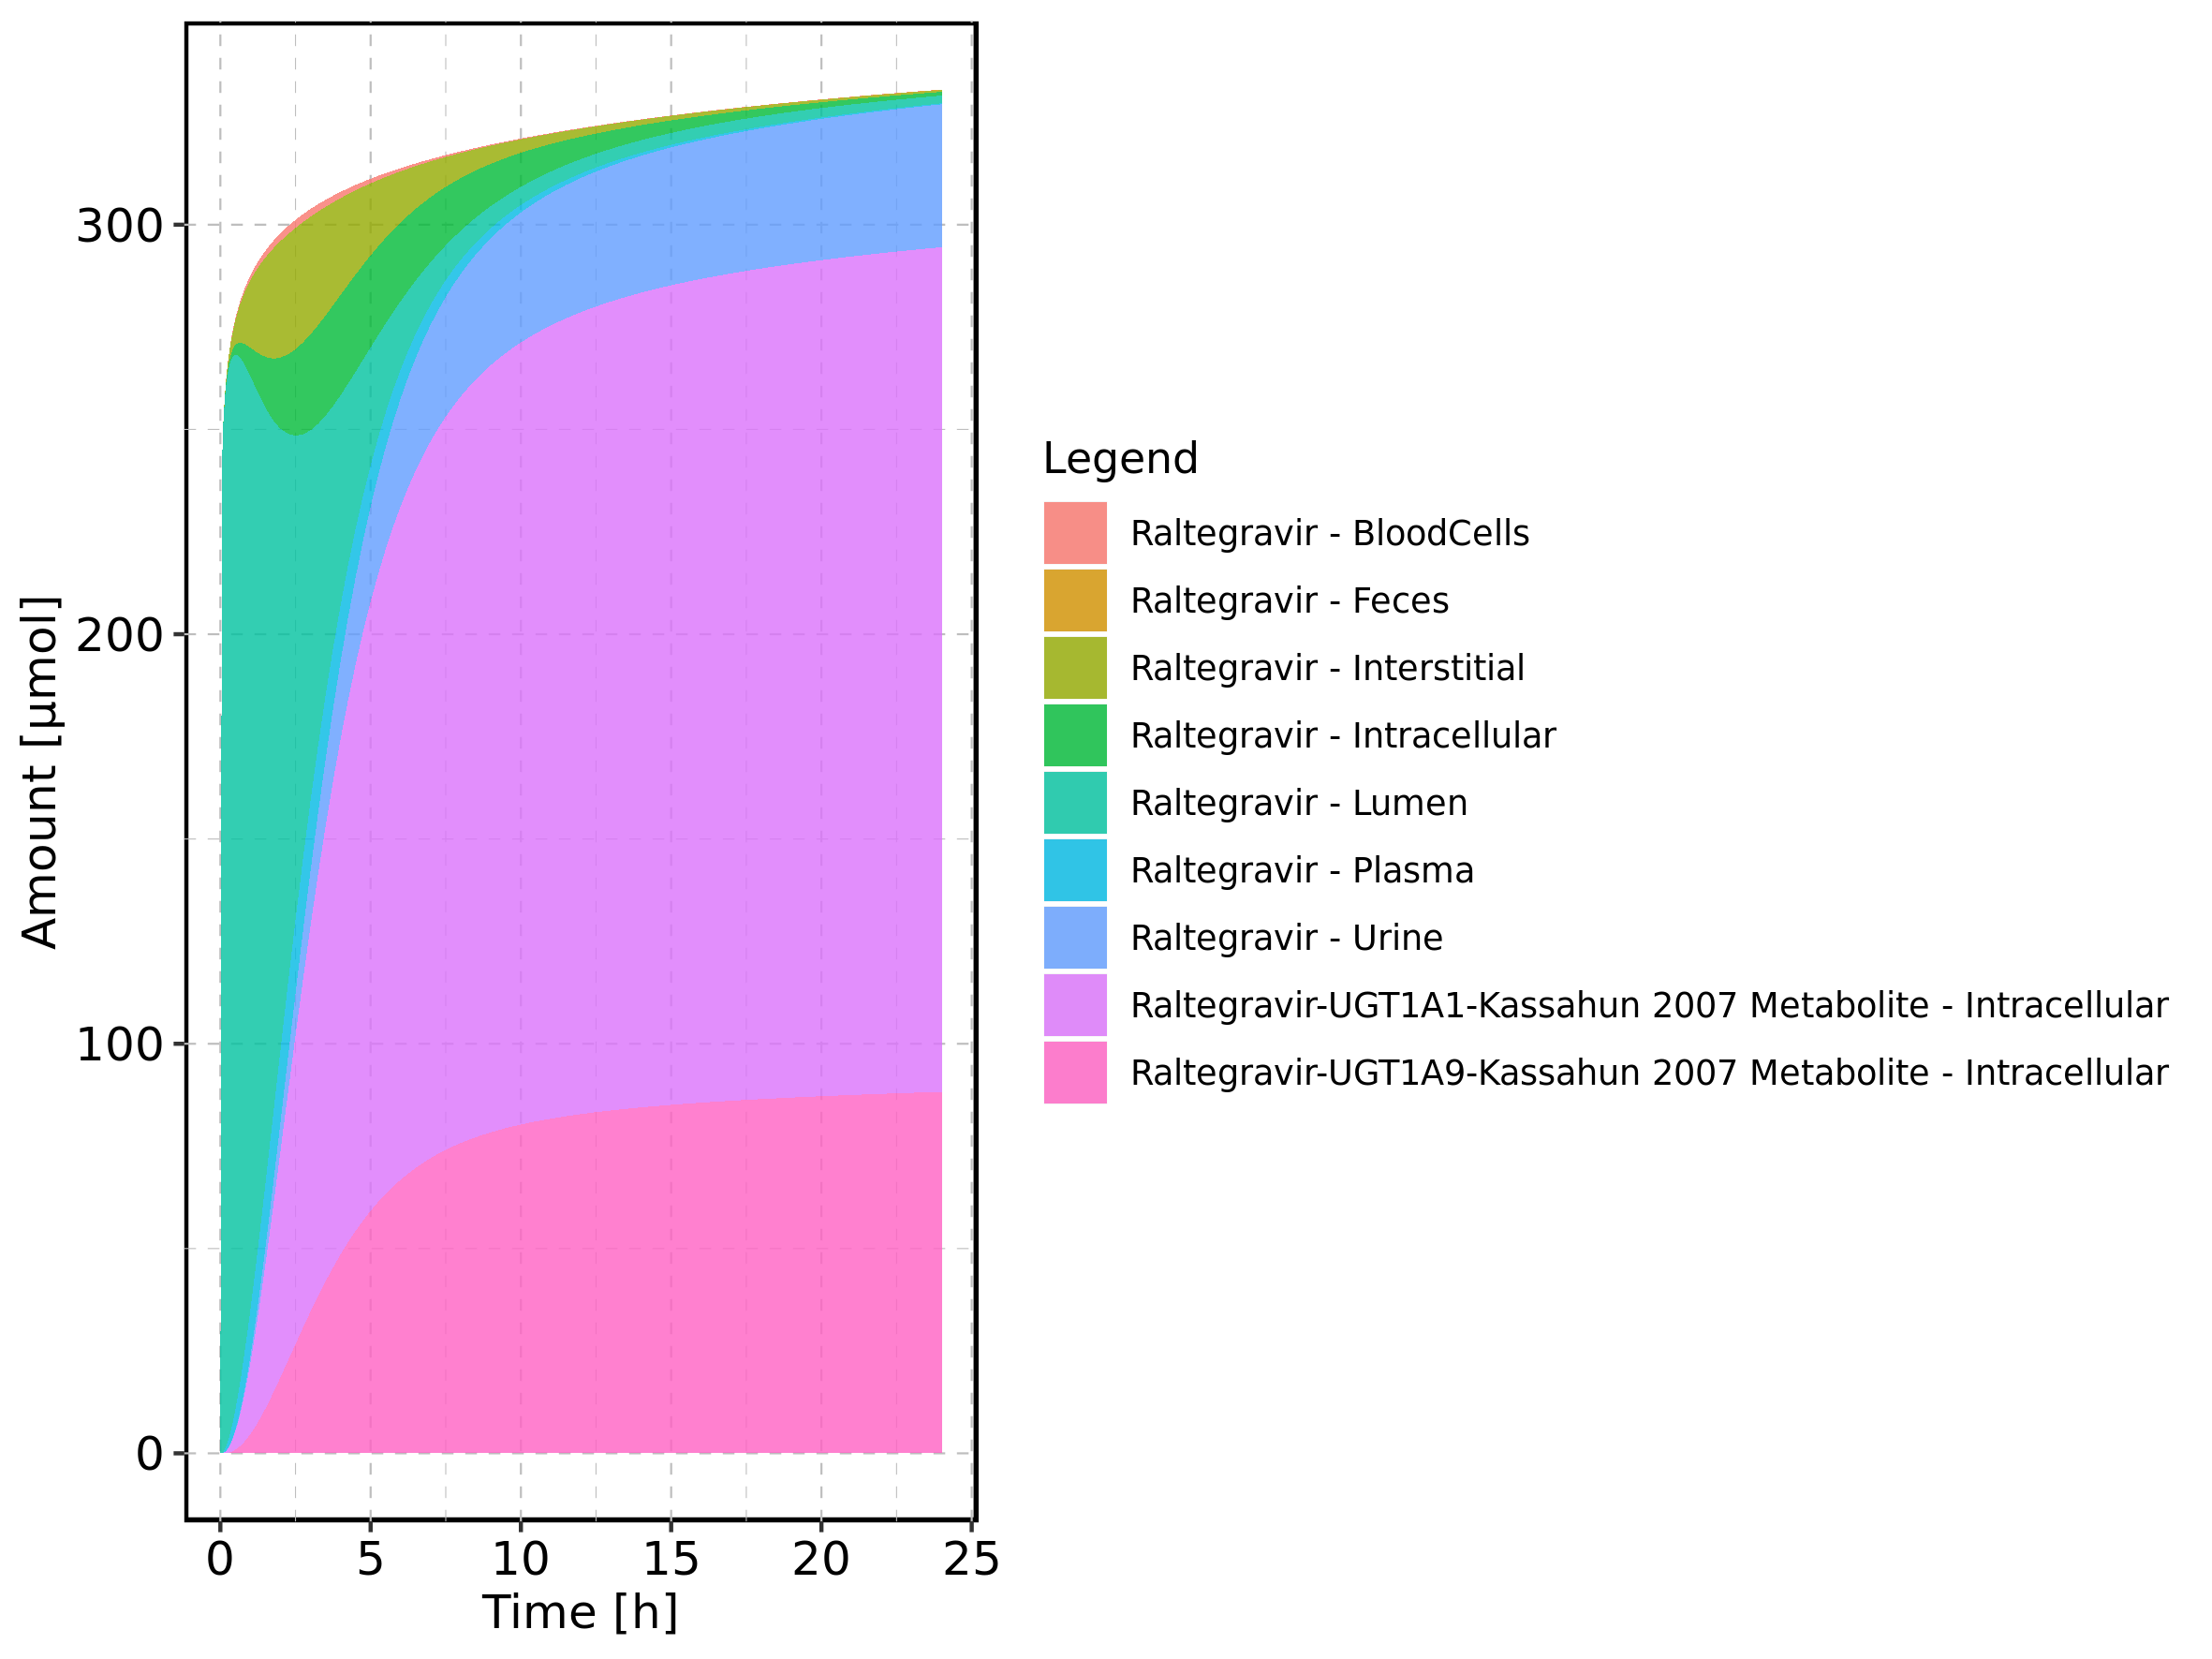 Amount [µmol]
300
200
100
0
0 5 10 15 20 25
Time [h]
Legend
Raltegravir - BloodCells
Raltegravir - Feces
Raltegravir - Interstitial
Raltegravir - Intracellular
Raltegravir - Lumen
Raltegravir - Plasma
Raltegravir - Urine
Raltegravir-UGT1A1-Kassahun 2007 Metabolite - Intracellular
Raltegravir-UGT1A9-Kassahun 2007 Metabolite - Intracellular